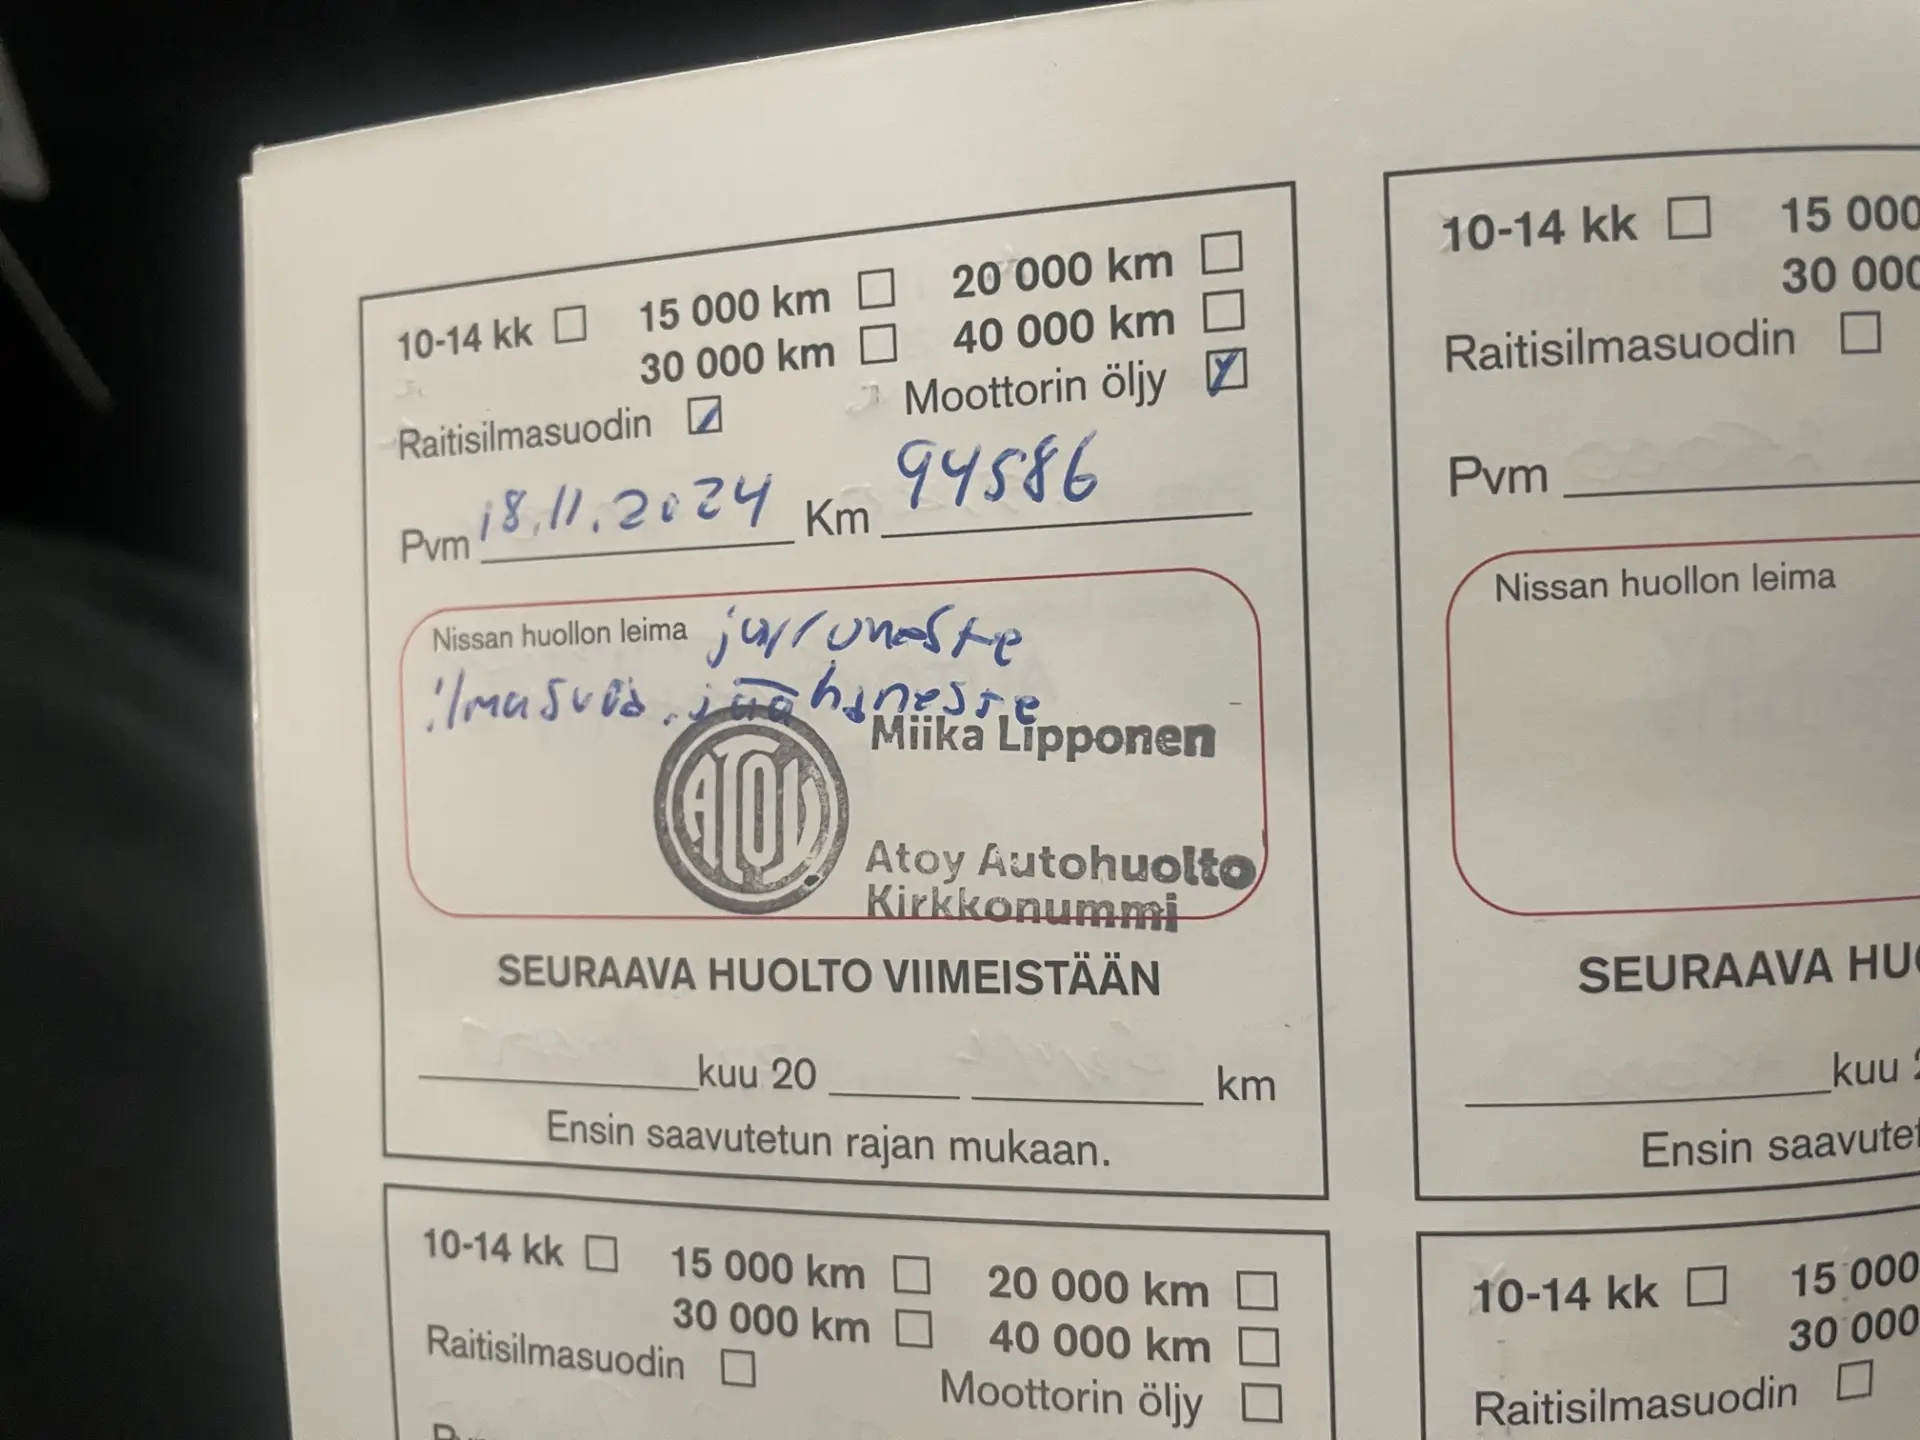 10-14 kk 15 000 km 20 000 km
30 000 km 40 000 km
Raitisilmasuodin Moottorin öljy
Pvm 18.11.2024 Km 94586
Nissan huollon leima jarruneste
ilmasuod. jäähdneste
Miika Lipponen
ATOY
Atoy Autohuolto
Kirkkonummi
SEURAAVA HUOLTO VIIMEISTÄÄN
kuu 20 km
Ensin saavutetun rajan mukaan.
10-14 kk 15 000
30 000
Raitisilmasuodin
Pvm
Nissan huollon leima
SEURAAVA HU
kuu 2
Ensin saavutet
10-14 kk 15 000 km 20 000 km
30 000 km 40 000 km
Raitisilmasuodin Moottorin öljy
10-14 kk 15 000
30 000
Raitisilmasuodin